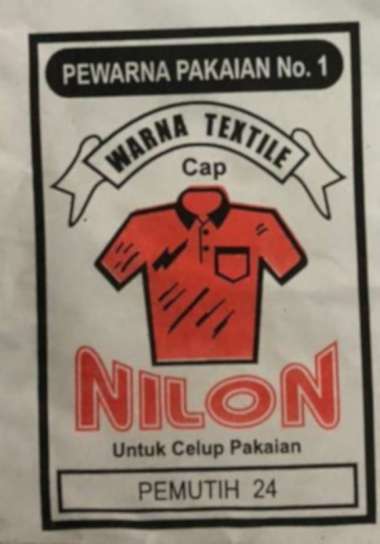 PEWARNA PAKAIAN No. 1
WARNA TEXTILE
Cap
NILON
Untuk Celup Pakaian
PEMUTIH 24